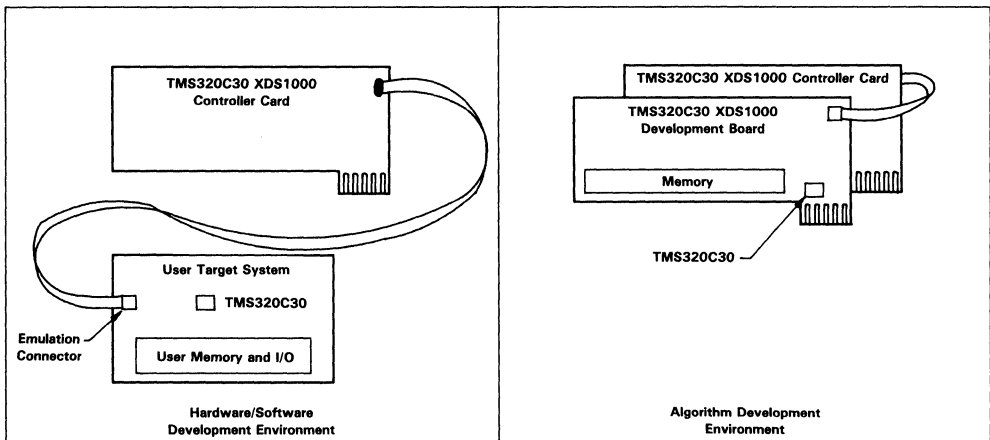 TMS320C30 XDS1000
Controller Card
User Target System
TMS320C30
Emulation
Connector
User Memory and I/O
Hardware/Software
Development Environment
TMS320C30 XDS1000 Controller Card
TMS320C30 XDS1000
Development Board
Memory
TMS320C30
Algorithm Development
Environment